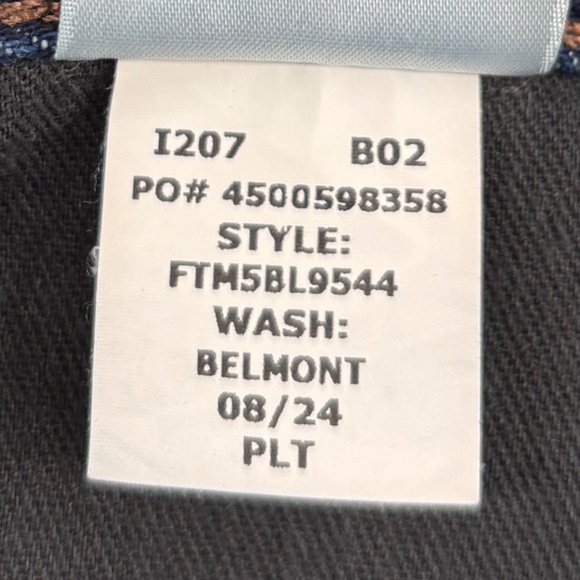 I207 B02
PO# 4500598358
STYLE:
FTM5BL9544
WASH:
BELMONT
08/24
PLT